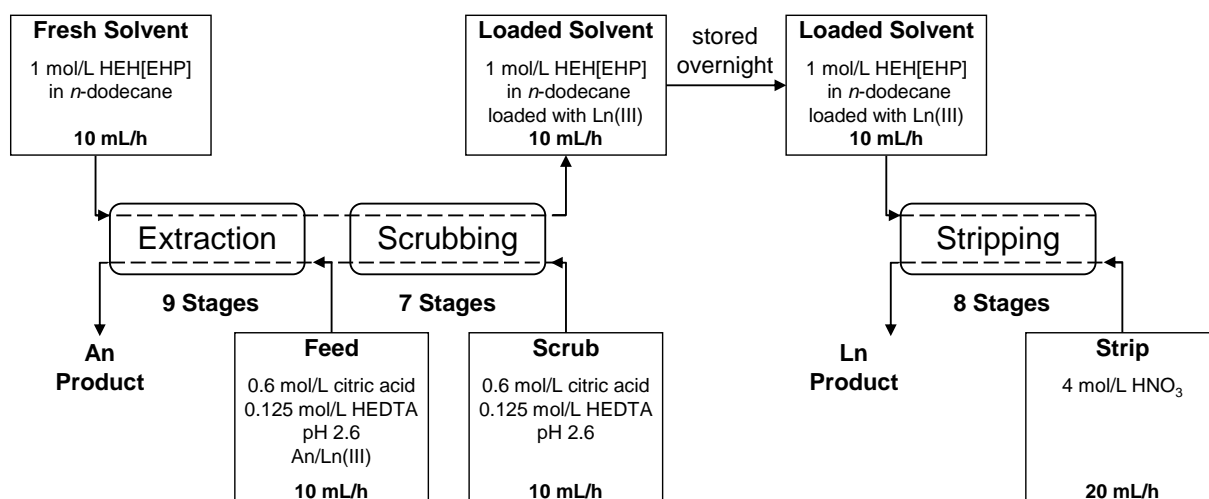 Fresh Solvent
1 mol/L HEH[EHP]
in n-dodecane
10 mL/h
Loaded Solvent
1 mol/L HEH[EHP]
in n-dodecane
loaded with Ln(III)
10 mL/h
stored
overnight
Loaded Solvent
1 mol/L HEH[EHP]
in n-dodecane
loaded with Ln(III)
10 mL/h
Extraction
Scrubbing
Stripping
9 Stages
7 Stages
8 Stages
An
Product
Feed
0.6 mol/L citric acid
0.125 mol/L HEDTA
pH 2.6
An/Ln(III)
10 mL/h
Scrub
0.6 mol/L citric acid
0.125 mol/L HEDTA
pH 2.6
10 mL/h
Ln
Product
Strip
4 mol/L HNO₃
20 mL/h